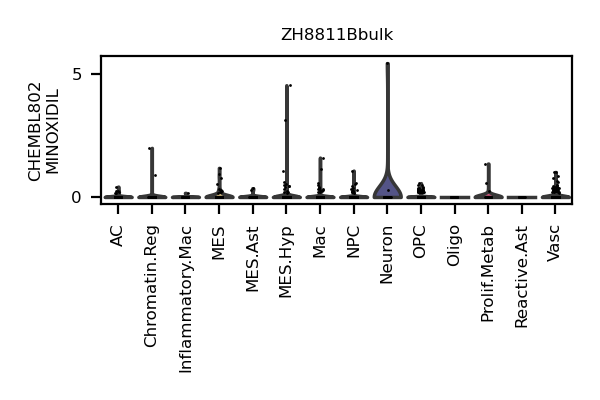 ZH8811Bbulk
CHEMBL802
MINOXIDIL
5
0
AC
Chromatin.Reg
Inflammatory.Mac
MES
MES.Ast
MES.Hyp
Mac
NPC
Neuron
OPC
Oligo
Prolif.Metab
Reactive.Ast
Vasc